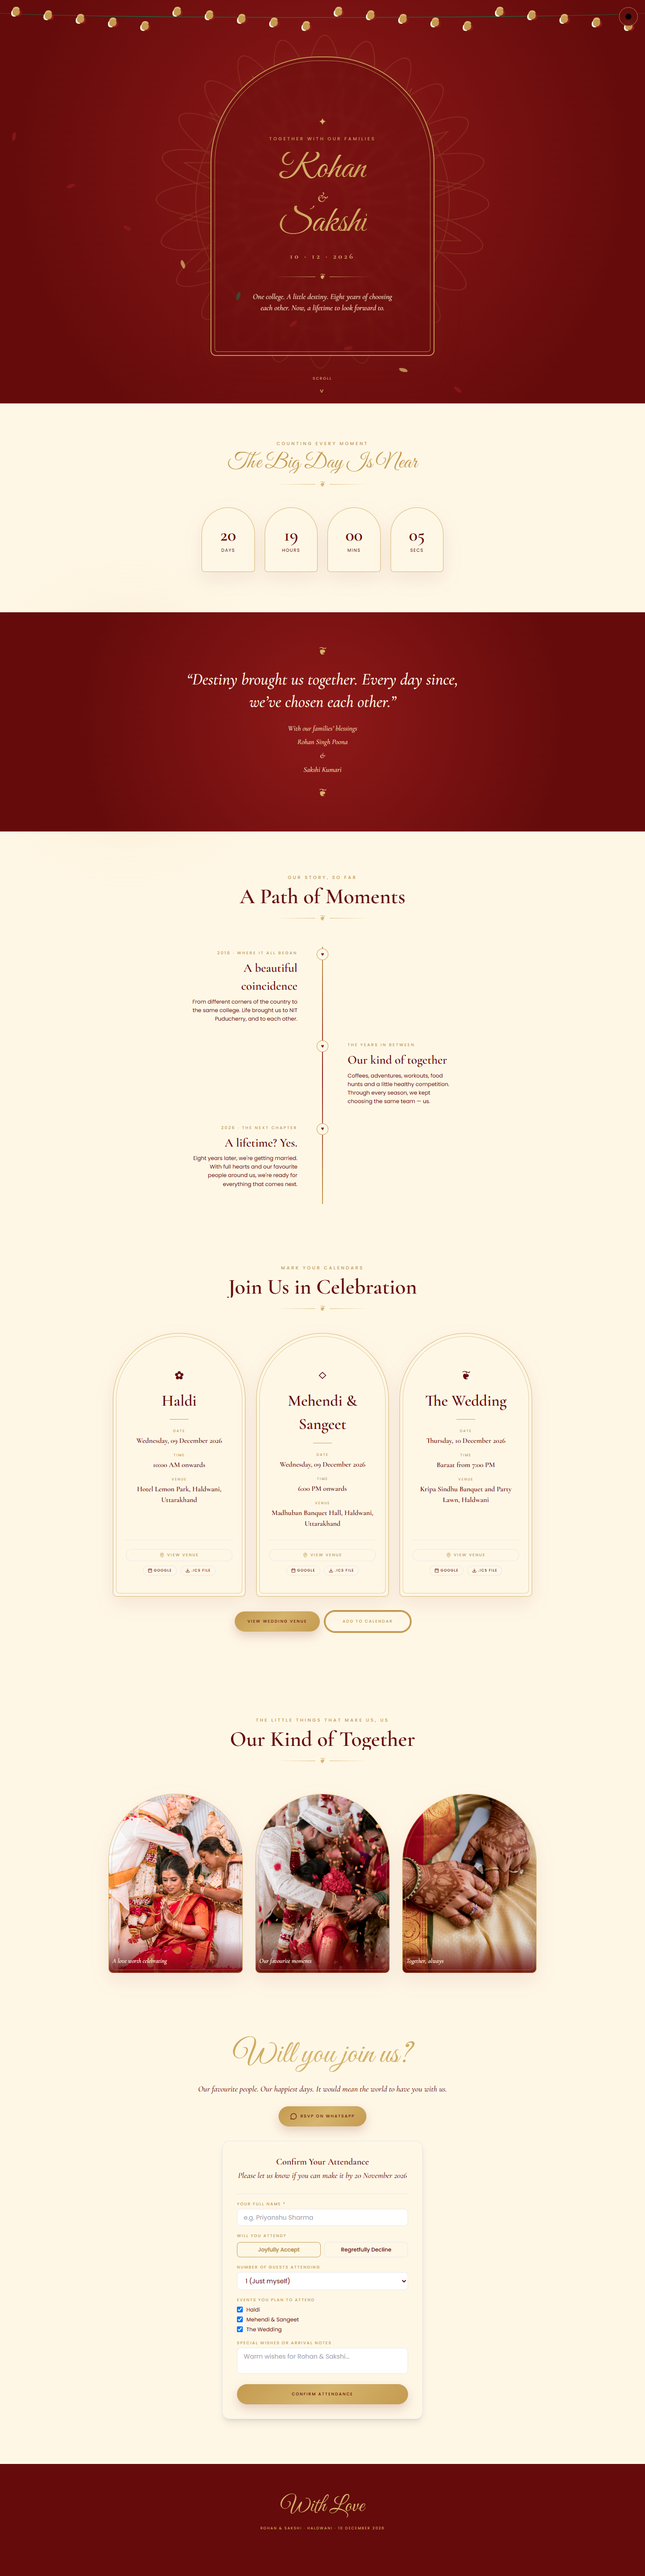 TOGETHER WITH OUR FAMILIES
Rohan
&
Sakshi
10 · 12 · 2026
One college. A little destiny. Eight years of choosing
each other. Now, a lifetime to look forward to.
SCROLL
COUNTING EVERY MOMENT
The Big Day Is Near
20 19 00 05
DAYS HOURS MINS SECS
“Destiny brought us together. Every day since,
we’ve chosen each other.”
With our families’ blessings
Rohan Singh Poona
&
Sakshi Kumari
OUR STORY, SO FAR
A Path of Moments
2018 · WHERE IT ALL BEGAN
A beautiful
coincidence
From different corners of the country to
the same college. Life brought us to NIT
Puducherry, and to each other.
THE YEARS IN BETWEEN
Our kind of together
Coffees, adventures, workouts, food
hunts and a little healthy competition.
Through every season, we kept
choosing the same team — us.
2026 · THE NEXT CHAPTER
A lifetime? Yes.
Eight years later, we're getting married.
With full hearts and our favourite
people around us, we're ready for
everything that comes next.
MARK YOUR CALENDARS
Join Us in Celebration
Haldi
DATE
Wednesday, 09 December 2026
TIME
10:00 AM onwards
VENUE
Hotel Lemon Park, Haldwani,
Uttarakhand
VIEW VENUE
GOOGLE .ICS FILE
Mehendi &
Sangeet
DATE
Wednesday, 09 December 2026
TIME
6:00 PM onwards
VENUE
Madhuban Banquet Hall, Haldwani,
Uttarakhand
VIEW VENUE
GOOGLE .ICS FILE
The Wedding
DATE
Thursday, 10 December 2026
TIME
Baraat from 7:00 PM
VENUE
Kripa Sindhu Banquet and Party
Lawn, Haldwani
VIEW VENUE
GOOGLE .ICS FILE
VIEW WEDDING VENUE
ADD TO CALENDAR
THE LITTLE THINGS THAT MAKE US, US
Our Kind of Together
A love worth celebrating
Our favourite moments
Together, always
Will you join us?
Our favourite people. Our happiest days. It would mean the world to have you with us.
RSVP ON WHATSAPP
Confirm Your Attendance
Please let us know if you can make it by 20 November 2026
YOUR FULL NAME *
e.g. Priyanshu Sharma
WILL YOU ATTEND?
Joyfully Accept Regretfully Decline
NUMBER OF GUESTS ATTENDING
1 (Just myself)
EVENTS YOU PLAN TO ATTEND
Haldi
Mehendi & Sangeet
The Wedding
SPECIAL WISHES OR ARRIVAL NOTES
Warm wishes for Rohan & Sakshi...
CONFIRM ATTENDANCE
With Love
ROHAN & SAKSHI · HALDWANI · 10 DECEMBER 2026